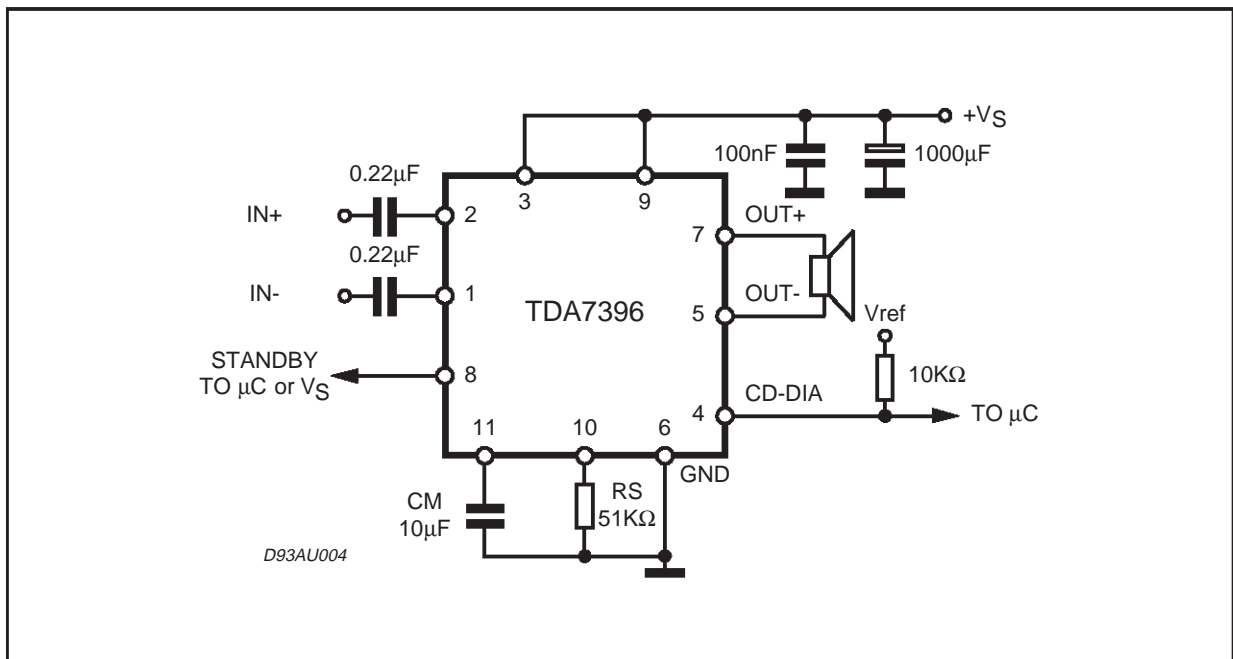 +VS
100nF
1000µF
0.22µF
3
9
IN+
2
7
OUT+
0.22µF
IN-
1
TDA7396
5
OUT-
Vref
STANDBY
TO µC or VS
8
10KΩ
CD-DIA
4
TO µC
11
10
6
GND
CM
10µF
RS
51KΩ
D93AU004